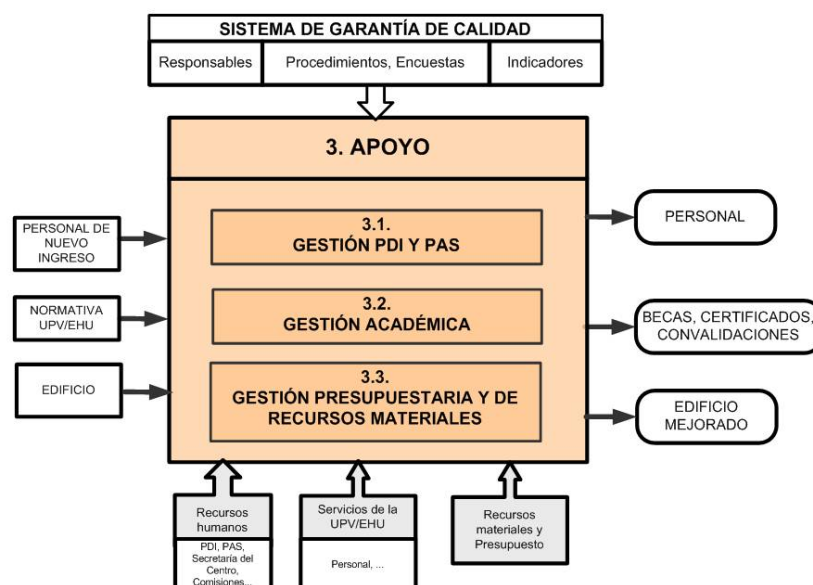 SISTEMA DE GARANTÍA DE CALIDAD
Responsables
Procedimientos, Encuestas
Indicadores
3. APOYO
PERSONAL DE
NUEVO
INGRESO
NORMATIVA
UPV/EHU
EDIFICIO
3.1.
GESTIÓN PDI Y PAS
3.2.
GESTIÓN ACADÉMICA
3.3.
GESTIÓN PRESUPUESTARIA Y DE
RECURSOS MATERIALES
PERSONAL
BECAS, CERTIFICADOS,
CONVALIDACIONES
EDIFICIO
MEJORADO
Recursos
humanos
PDI, PAS,
Secretaría del
Centro,
Comisiones...
Servicios de la
UPV/EHU
Personal, ...
Recursos
materiales y
Presupuesto